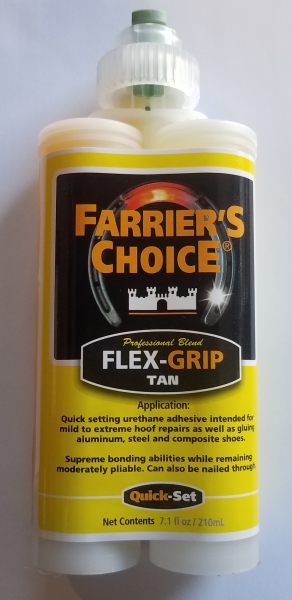 FARRIER'S
CHOICE®
Professional Blend
FLEX-GRIP
TAN
Application:
Quick setting urethane adhesive intended for
mild to extreme hoof repairs as well as gluing
aluminum, steel and composite shoes.
Supreme bonding abilities while remaining
moderately pliable. Can also be nailed through.
Quick-Set
Net Contents 7.1 fl oz / 210mL